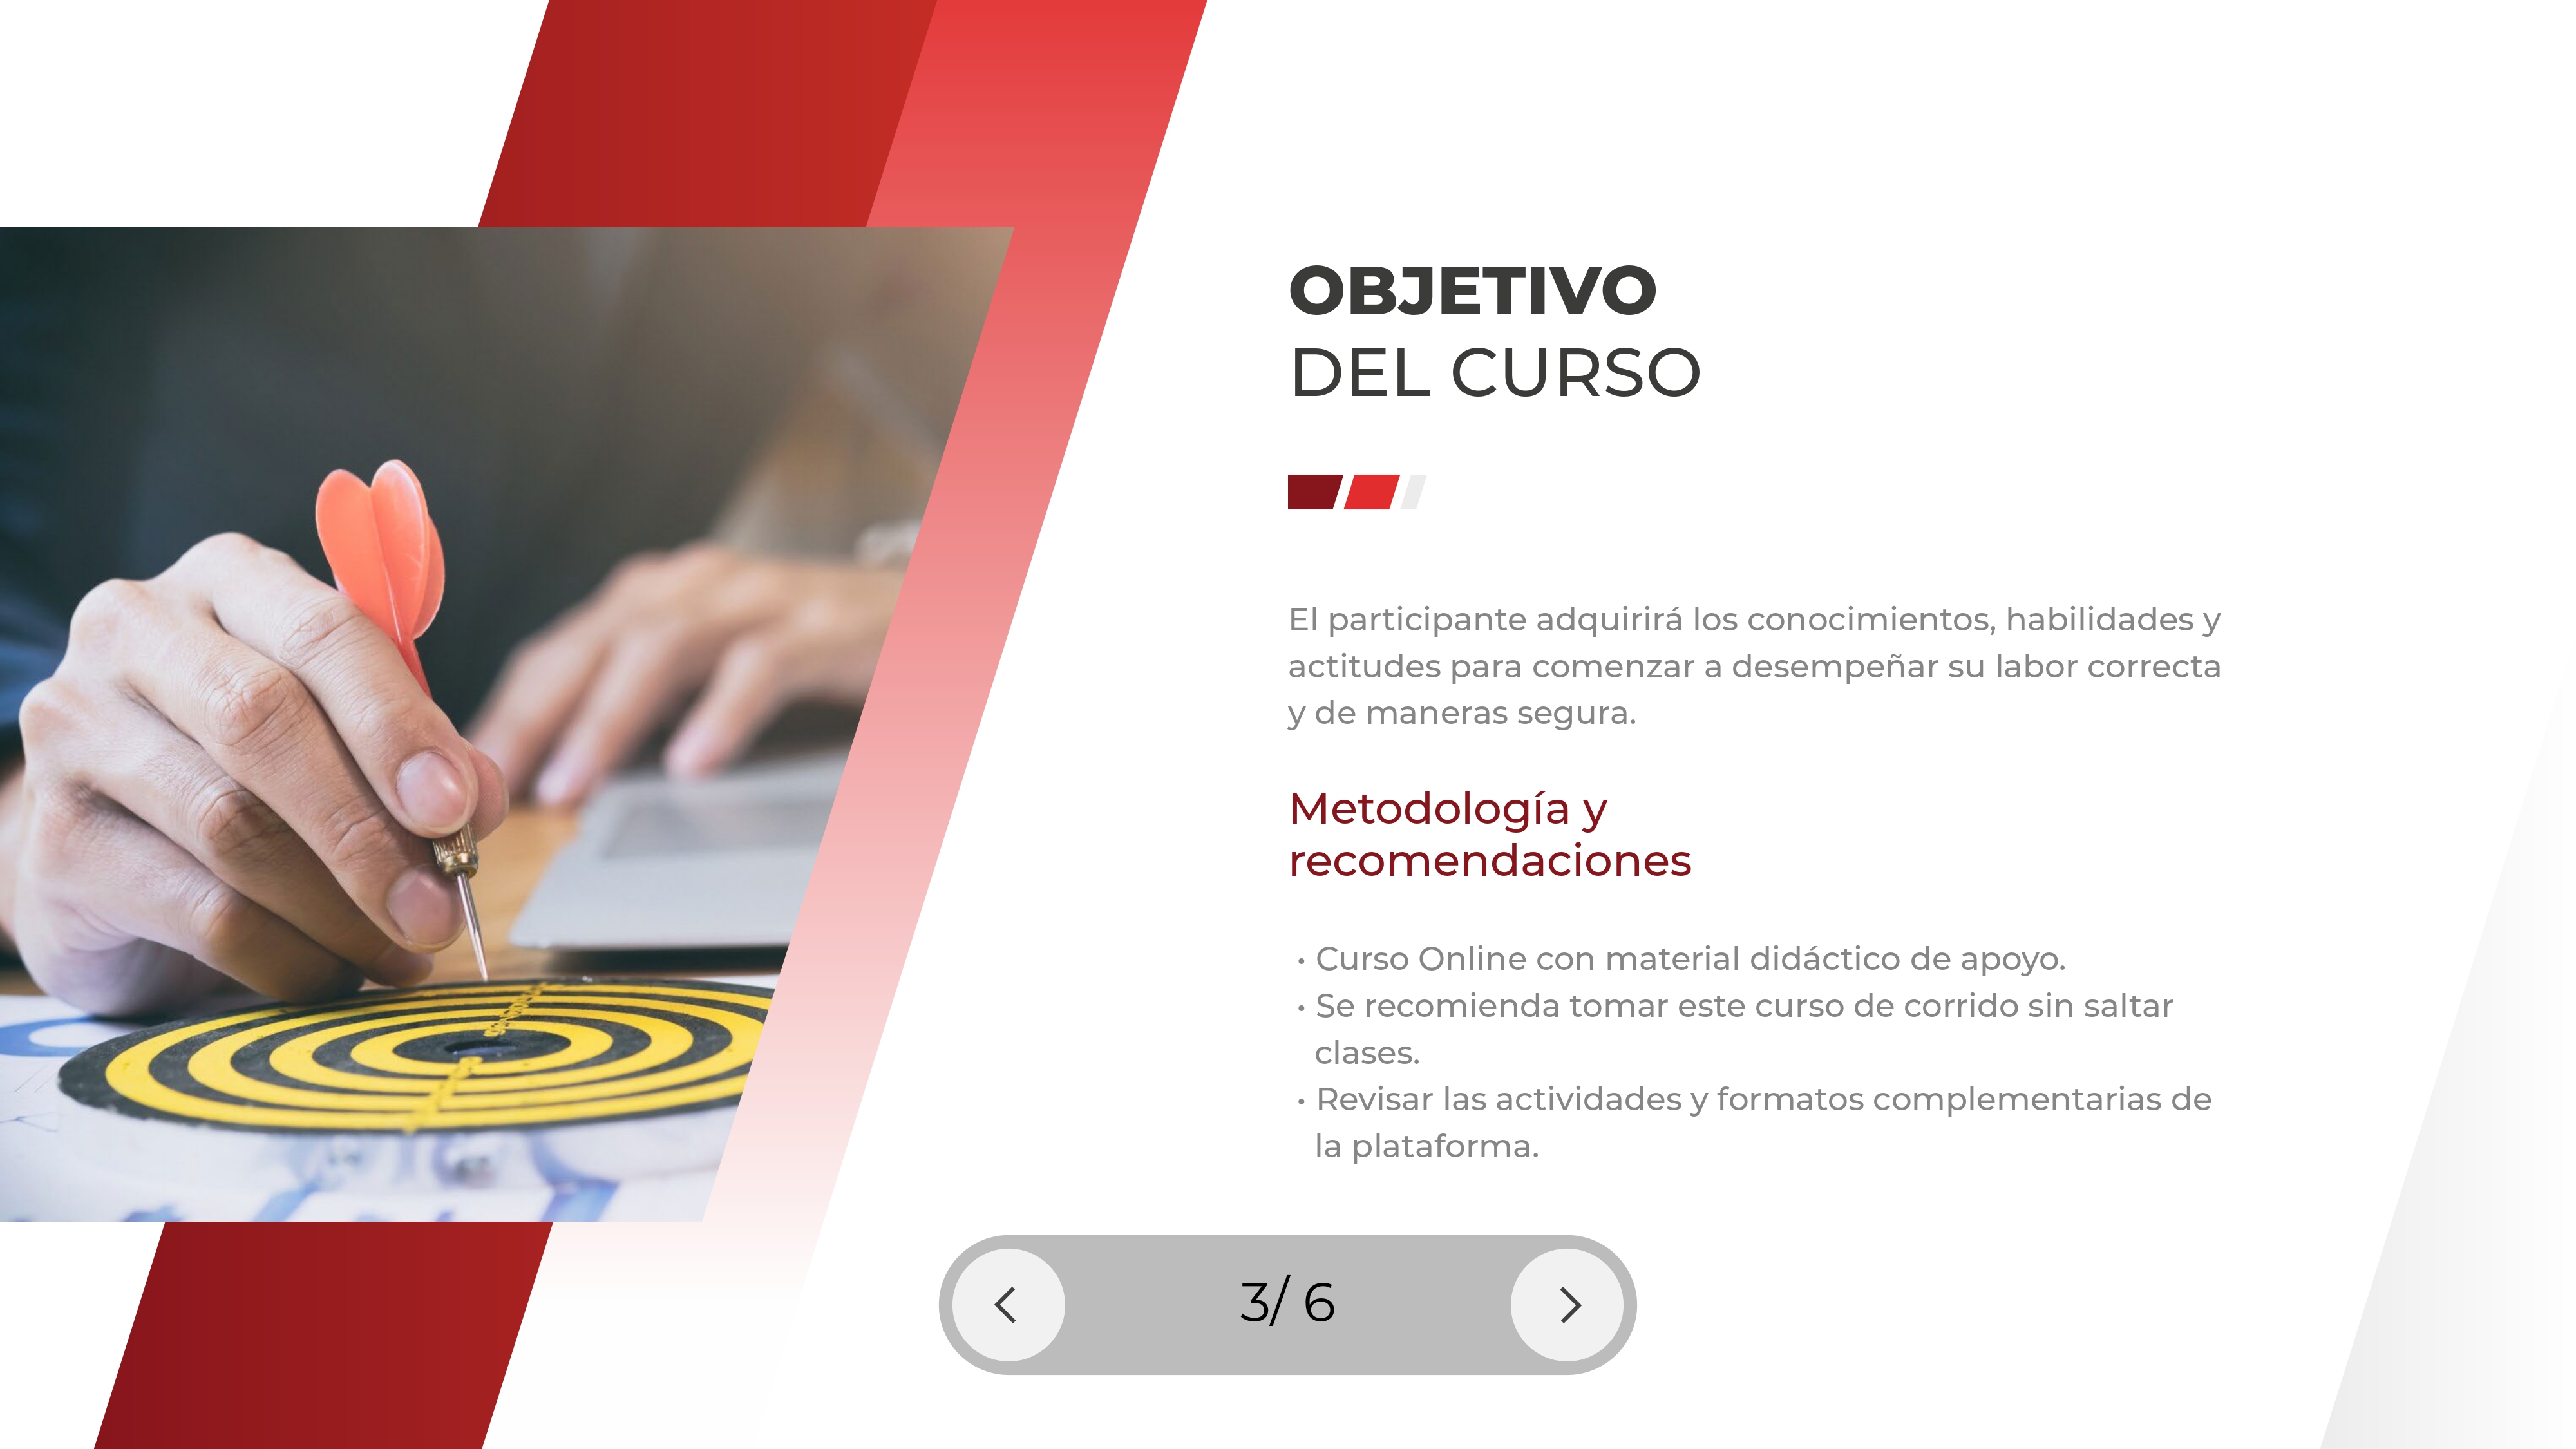 OBJETIVO
DEL CURSO
El participante adquirirá los conocimientos, habilidades y
actitudes para comenzar a desempeñar su labor correcta
y de maneras segura.
Metodología y
recomendaciones
• Curso Online con material didáctico de apoyo.
• Se recomienda tomar este curso de corrido sin saltar
clases.
• Revisar las actividades y formatos complementarias de
la plataforma.
3/ 6